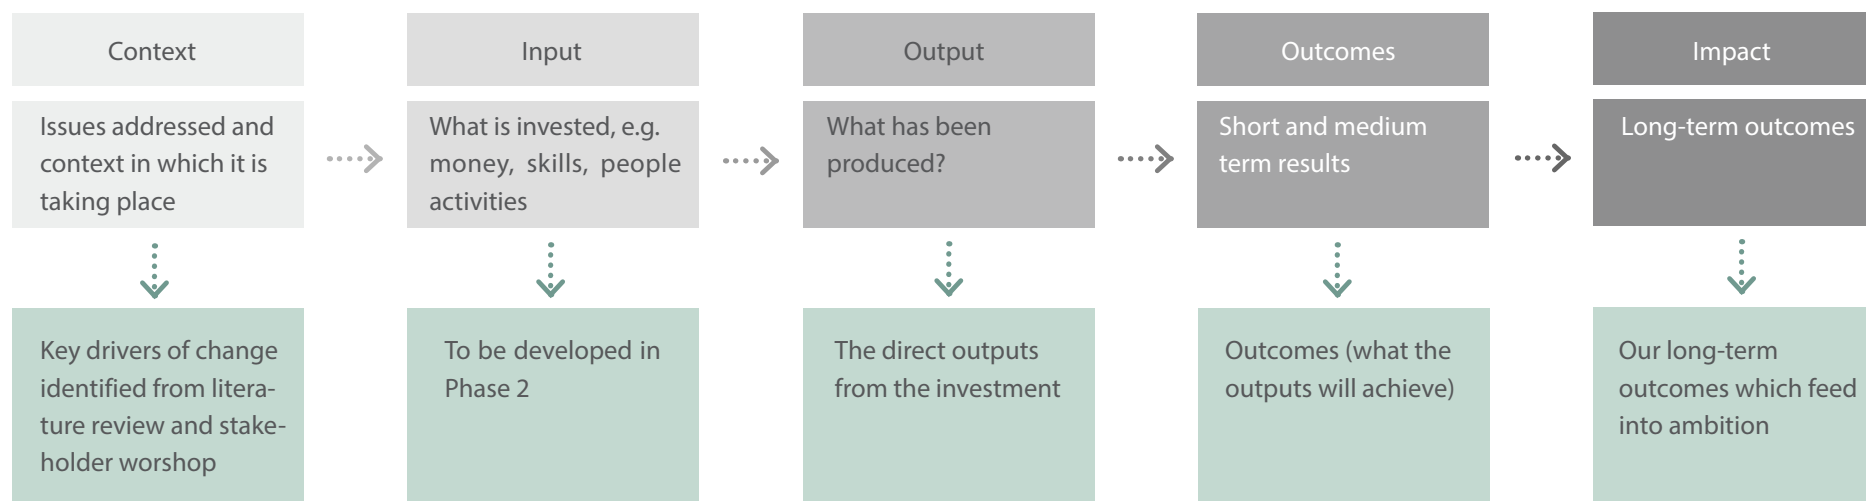 Context
Input
Output
Outcomes
Impact
Issues addressed and
context in which it is
taking place
What is invested, e.g.
money, skills, people
activities
What has been
produced?
Short and medium
term results
Long-term outcomes
Key drivers of change
identified from litera-
ture review and stake-
holder worshop
To be developed in
Phase 2
The direct outputs
from the investment
Outcomes (what the
outputs will achieve)
Our long-term
outcomes which feed
into ambition